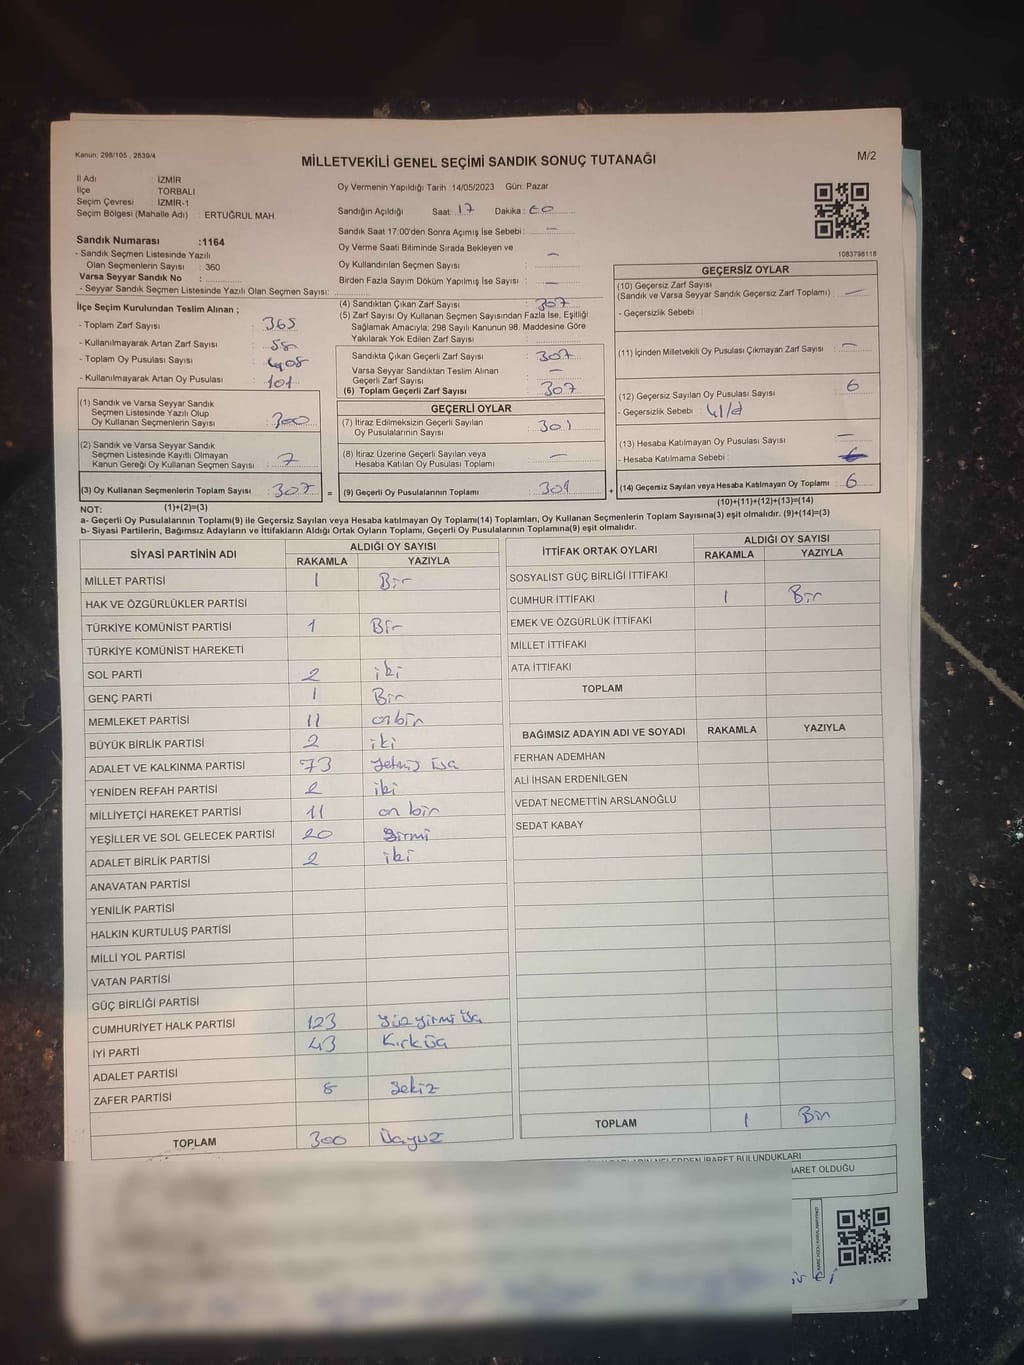 Kanun: 298/105 , 2839/4
MİLLETVEKİLİ GENEL SEÇİMİ SANDIK SONUÇ TUTANAĞI
M/2
İl Adı : İZMİR
İlçe : TORBALI
Seçim Çevresi : İZMİR-1
Seçim Bölgesi (Mahalle Adı) : ERTUĞRUL MAH.
Sandık Numarası :1164
- Sandık Seçmen Listesinde Yazılı
Olan Seçmenlerin Sayısı : 360
Varsa Seyyar Sandık No :
- Seyyar Sandık Seçmen Listesinde Yazılı Olan Seçmen Sayısı:
Oy Vermenin Yapıldığı Tarih :14/05/2023 Gün: Pazar
Sandığın Açıldığı Saat: 17 Dakika:
Sandık Saat 17:00'den Sonra Açımış İse Sebebi : —
Oy Verme Saati Bitiminde Sırada Bekleyen ve
Oy Kullandırılan Seçmen Sayısı : —
Birden Fazla Sayım Döküm Yapılmış İse Sayısı : —
1083798118
İlçe Seçim Kurulundan Teslim Alınan ;
- Toplam Zarf Sayısı : 365
- Kullanılmayarak Artan Zarf Sayısı : 58
- Toplam Oy Pusulası Sayısı : 408
- Kullanılmayarak Artan Oy Pusulası : 101
(1) Sandık ve Varsa Seyyar Sandık
Seçmen Listesinde Yazılı Olup
Oy Kullanan Seçmenlerin Sayısı : 300
(2) Sandık ve Varsa Seyyar Sandık
Seçmen Listesinde Kayıtlı Olmayan
Kanun Gereği Oy Kullanan Seçmen Sayısı : 7
(3) Oy Kullanan Seçmenlerin Toplam Sayısı : 307 =
(4) Sandıktan Çıkan Zarf Sayısı : 307
(5) Zarf Sayısı Oy Kullanan Seçmen Sayısından Fazla İse, Eşitliği
Sağlamak Amacıyla; 298 Sayılı Kanunun 98. Maddesine Göre
Yakılarak Yok Edilen Zarf Sayısı :
Sandıkta Çıkan Geçerli Zarf Sayısı : 307
Varsa Seyyar Sandıktan Teslim Alınan
Geçerli Zarf Sayısı : —
(6) Toplam Geçerli Zarf Sayısı : 307
GEÇERLİ OYLAR
(7) İtiraz Edilmeksizin Geçerli Sayılan
Oy Pusulalarının Sayısı : 301
(8) İtiraz Üzerine Geçerli Sayılan veya
Hesaba Katılan Oy Pusulası Toplamı : —
(9) Geçerli Oy Pusulalarının Toplamı : 301 +
GEÇERSİZ OYLAR
(10) Geçersiz Zarf Sayısı
(Sandık ve Varsa Seyyar Sandık Geçersiz Zarf Toplamı) : —
- Geçersizlik Sebebi :
(11) İçinden Milletvekili Oy Pusulası Çıkmayan Zarf Sayısı : —
(12) Geçersiz Sayılan Oy Pusulası Sayısı : 6
- Geçersizlik Sebebi :
(13) Hesaba Katılmayan Oy Pusulası Sayısı : —
- Hesaba Katılmama Sebebi :
(14) Geçersiz Sayılan veya Hesaba Katılmayan Oy Toplamı : 6
NOT: (1)+(2)=(3)
(10)+(11)+(12)+(13)=(14)
a- Geçerli Oy Pusulalarının Toplamı(9) ile Geçersiz Sayılan veya Hesaba katılmayan Oy Toplamı(14) Toplamları, Oy Kullanan Seçmenlerin Toplam Sayısına(3) eşit olmalıdır. (9)+(14)=(3)
b- Siyasi Partilerin, Bağımsız Adayların ve İttifakların Aldığı Ortak Oyların Toplamı, Geçerli Oy Pusulalarının Toplamına(9) eşit olmalıdır.
SİYASİ PARTİNİN ADI ALDIĞI OY SAYISI
RAKAMLA YAZIYLA
MİLLET PARTİSİ 1 Bir
HAK VE ÖZGÜRLÜKLER PARTİSİ
TÜRKİYE KOMÜNİST PARTİSİ 1 Bir
TÜRKİYE KOMÜNİST HAREKETİ
SOL PARTİ 2 iki
GENÇ PARTİ 1 Bir
MEMLEKET PARTİSİ 11 onbir
BÜYÜK BİRLİK PARTİSİ 2 iki
ADALET VE KALKINMA PARTİSİ 73 Yetmiş üç
YENİDEN REFAH PARTİSİ 2 iki
MİLLİYETÇİ HAREKET PARTİSİ 11 on bir
YEŞİLLER VE SOL GELECEK PARTİSİ 20 Yirmi
ADALET BİRLİK PARTİSİ 2 iki
ANAVATAN PARTİSİ
YENİLİK PARTİSİ
HALKIN KURTULUŞ PARTİSİ
MİLLİ YOL PARTİSİ
VATAN PARTİSİ
GÜÇ BİRLİĞİ PARTİSİ
CUMHURİYET HALK PARTİSİ 123 Yüz yirmi üç
İYİ PARTİ 43 Kırküç
ADALET PARTİSİ
ZAFER PARTİSİ 8 Sekiz
TOPLAM 300 Üçyüz
İTTİFAK ORTAK OYLARI ALDIĞI OY SAYISI
RAKAMLA YAZIYLA
SOSYALİST GÜÇ BİRLİĞİ İTTİFAKI
CUMHUR İTTİFAKI 1 Bir
EMEK VE ÖZGÜRLÜK İTTİFAKI
MİLLET İTTİFAKI
ATA İTTİFAKI
TOPLAM
BAĞIMSIZ ADAYIN ADI VE SOYADI RAKAMLA YAZIYLA
FERHAN ADEMHAN
ALİ İHSAN ERDENİLGEN
VEDAT NECMETTİN ARSLANOĞLU
SEDAT KABAY
TOPLAM 1 Bir
BULUNDUKLARI
OLDUĞU